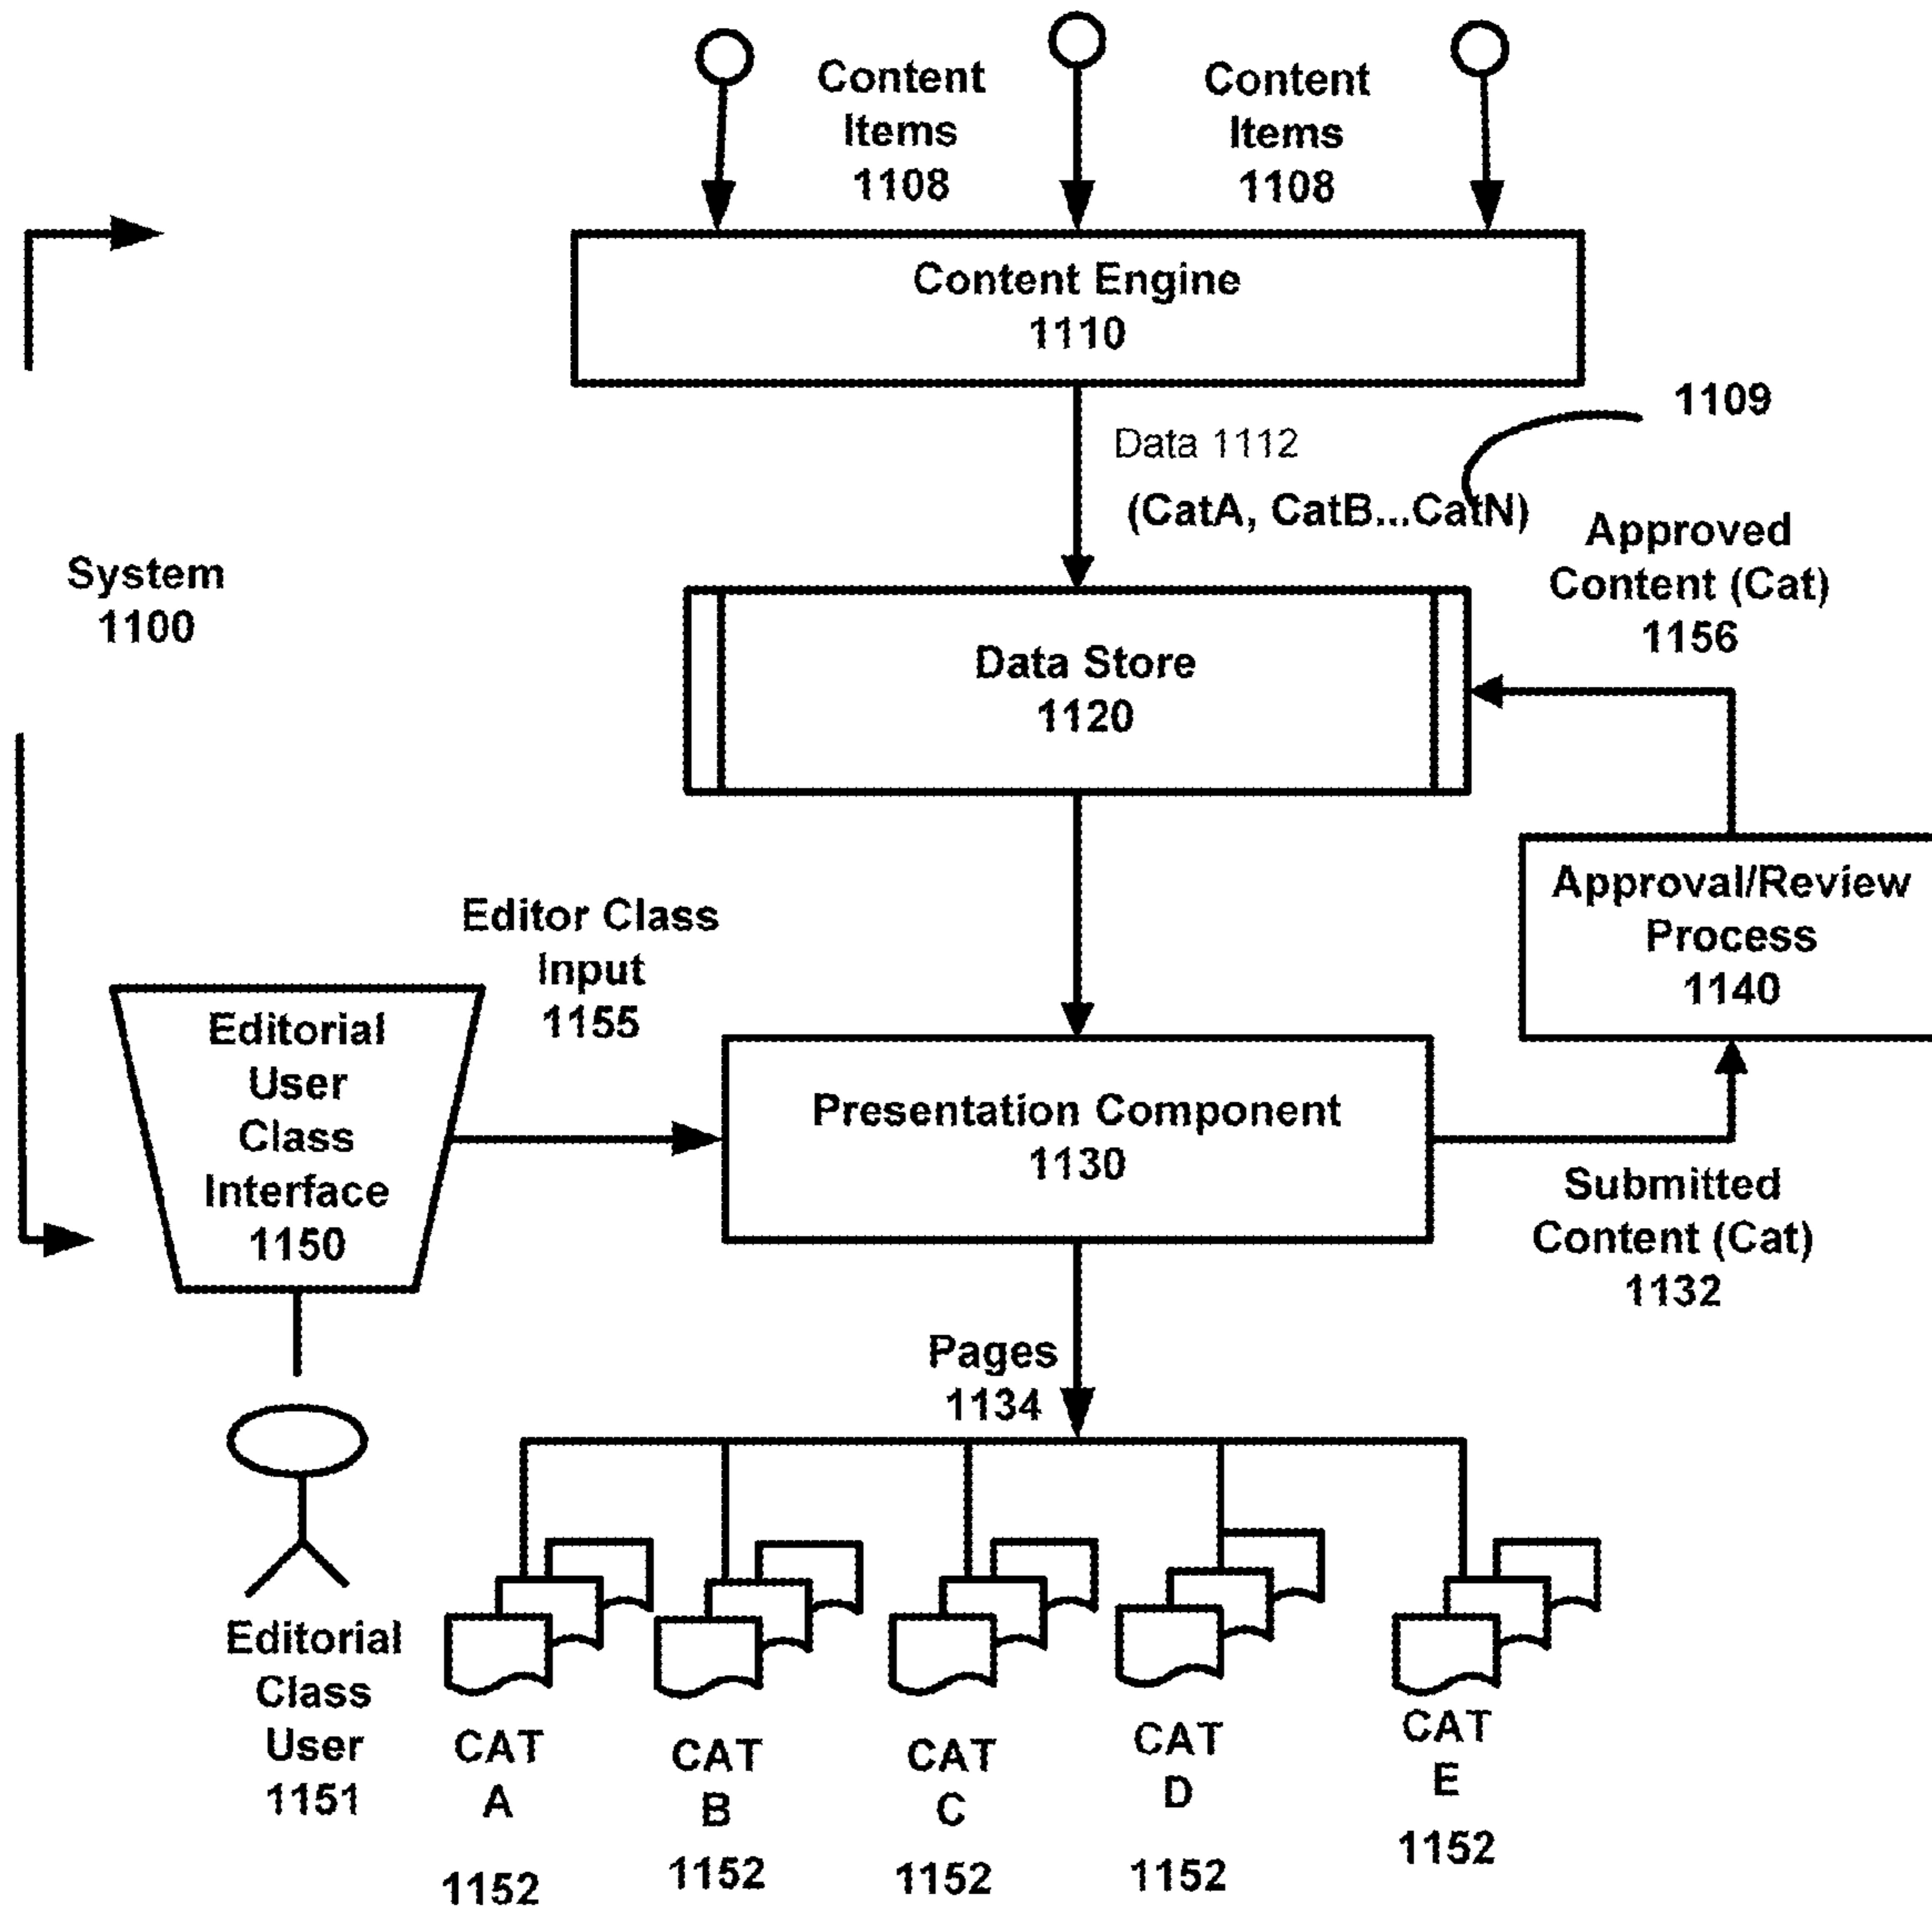 Content
Items
1108
Content
Items
1108
Content Engine
1110
1109
Data 1112
(CatA, CatB...CatN)
Approved
Content (Cat)
1156
System
1100
Data Store
1120
Approval/Review
Process
1140
Editor Class
Input
1155
Editorial
User
Class
Interface
1150
Presentation Component
1130
Submitted
Content (Cat)
1132
Pages
1134
Editorial
Class
User
1151
CAT
A
1152
CAT
B
1152
CAT
C
1152
CAT
D
1152
CAT
E
1152